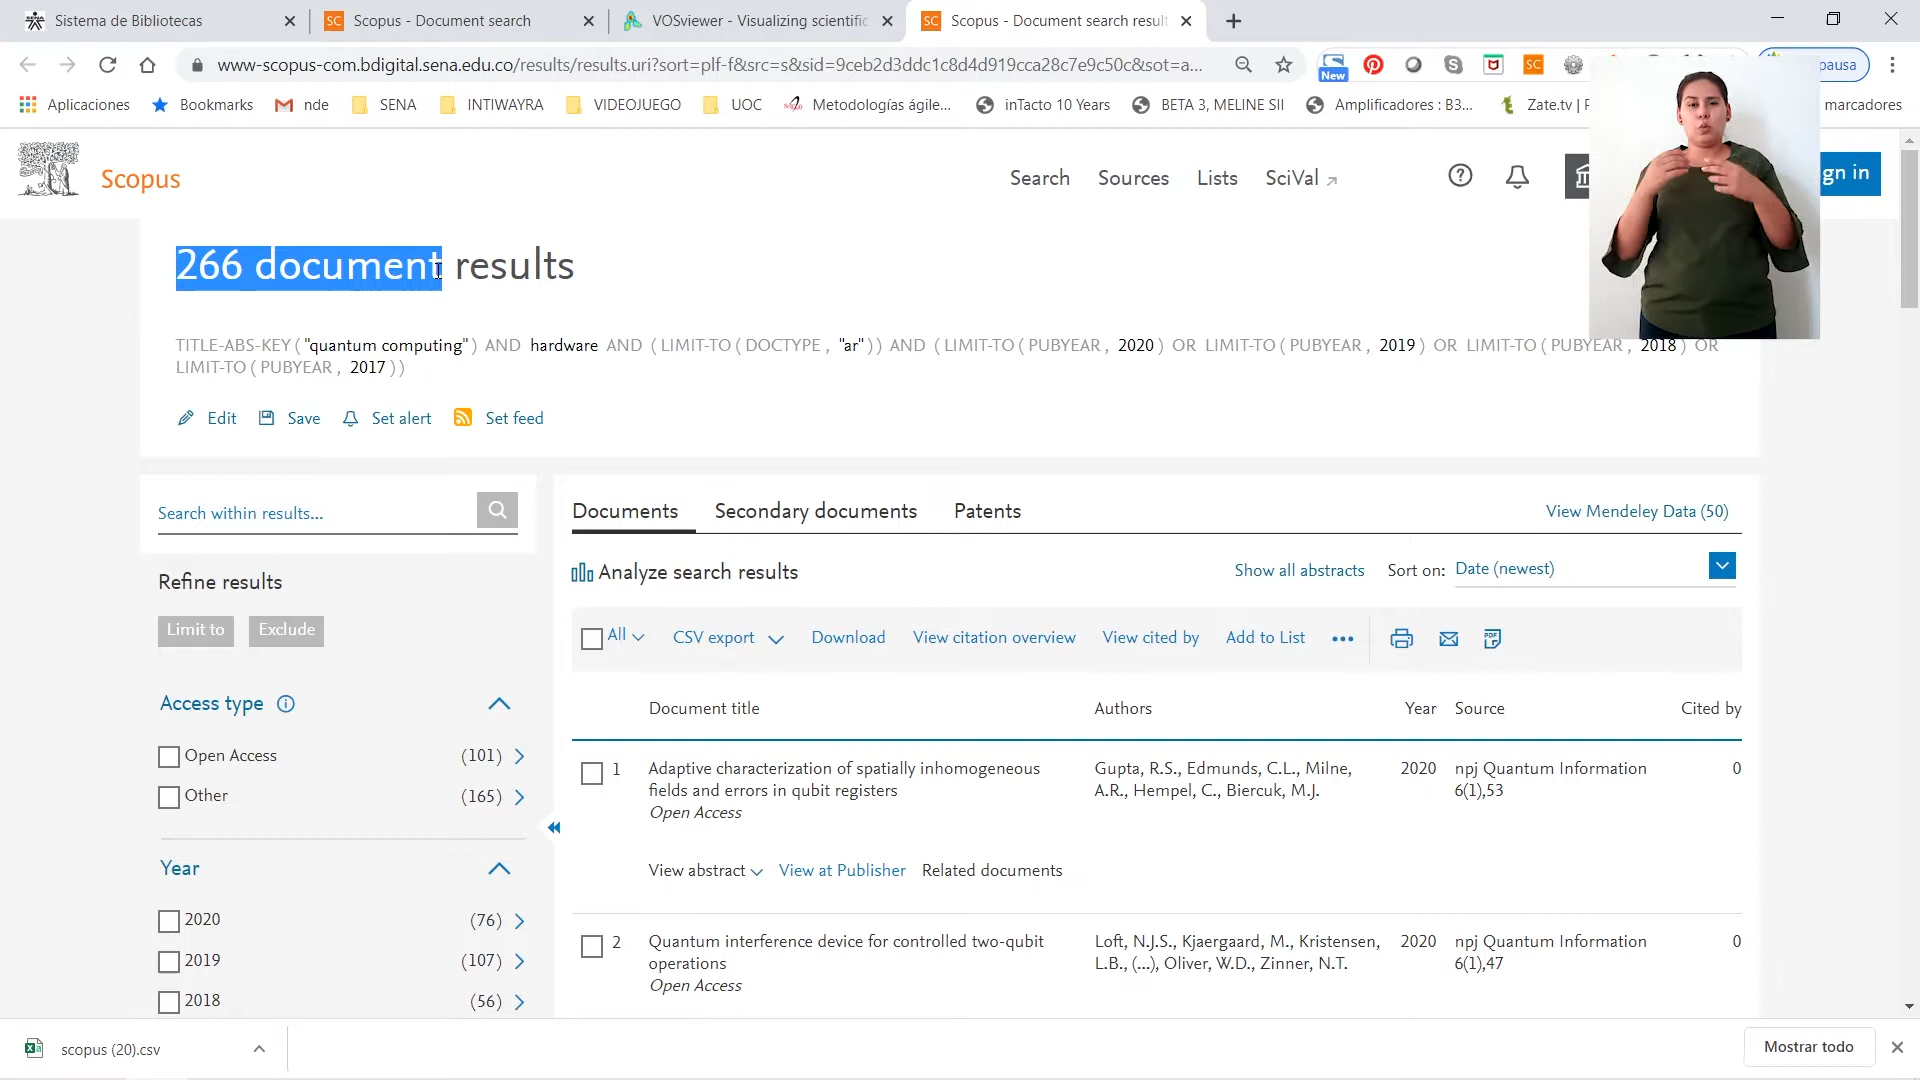 Sistema de Bibliotecas
SC Scopus - Document search
VOSviewer - Visualizing scientific
SC Scopus - Document search result
www-scopus-com.bdigital.sena.edu.co/results/results.uri?sort=plf-f&src=s&sid=9ceb2d3ddc1c8d4d919cca28c7e9c50c&sot=a...
New
SC
pausa
Aplicaciones
Bookmarks
nde
SENA
INTIWAYRA
VIDEOJUEGO
UOC
Metodologías ágile...
inTacto 10 Years
BETA 3, MELINE SII
Amplificadores : B3...
Zate.tv |
marcadores
Scopus
Search Sources Lists SciVal
gn in
266 document results
TITLE-ABS-KEY ( "quantum computing" ) AND hardware AND ( LIMIT-TO ( DOCTYPE , "ar" ) ) AND ( LIMIT-TO ( PUBYEAR , 2020 ) OR LIMIT-TO ( PUBYEAR , 2019 ) OR LIMIT-TO ( PUBYEAR , 2018 ) OR
LIMIT-TO ( PUBYEAR , 2017 ) )
Edit Save Set alert Set feed
Search within results...
Refine results
Limit to Exclude
Access type
Open Access (101)
Other (165)
Year
2020 (76)
2019 (107)
2018 (56)
Documents Secondary documents Patents View Mendeley Data (50)
Analyze search results Show all abstracts Sort on: Date (newest)
All CSV export Download View citation overview View cited by Add to List ••• PDF
Document title Authors Year Source Cited by
1 Adaptive characterization of spatially inhomogeneous Gupta, R.S., Edmunds, C.L., Milne, 2020 npj Quantum Information 0
fields and errors in qubit registers A.R., Hempel, C., Biercuk, M.J. 6(1),53
Open Access
View abstract View at Publisher Related documents
2 Quantum interference device for controlled two-qubit Loft, N.J.S., Kjaergaard, M., Kristensen, 2020 npj Quantum Information 0
operations L.B., (...), Oliver, W.D., Zinner, N.T. 6(1),47
Open Access
scopus (20).csv
Mostrar todo